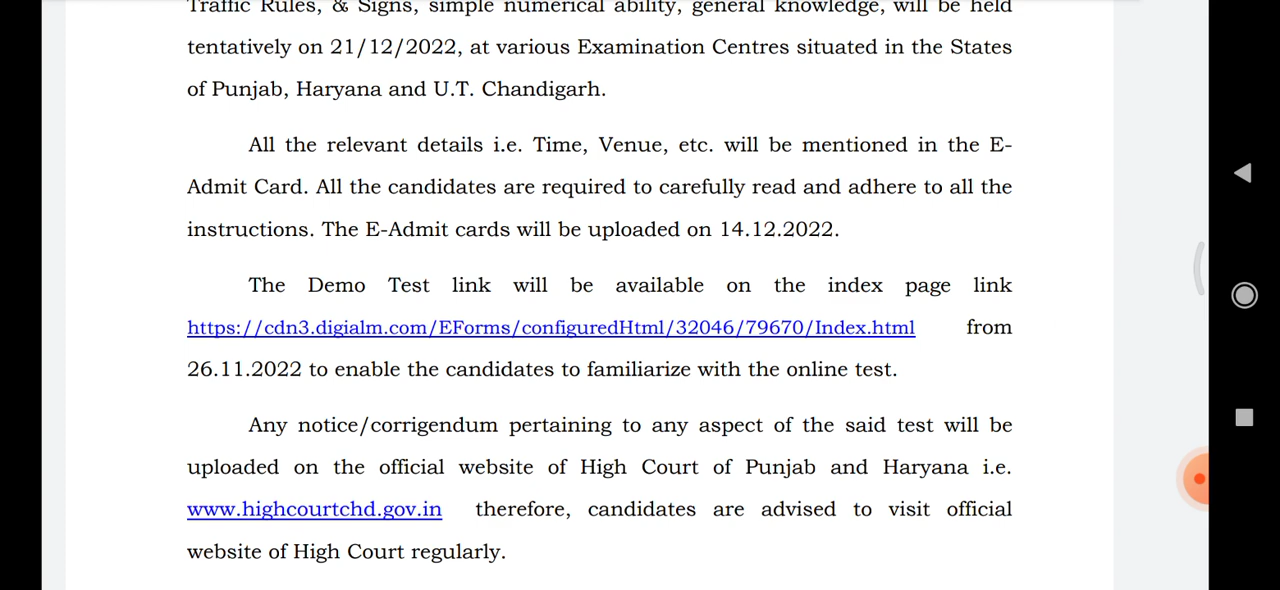 Traffic Rules, & Signs, simple numerical ability, general knowledge, will be held
tentatively on 21/12/2022, at various Examination Centres situated in the States
of Punjab, Haryana and U.T. Chandigarh.
All the relevant details i.e. Time, Venue, etc. will be mentioned in the E-
Admit Card. All the candidates are required to carefully read and adhere to all the
instructions. The E-Admit cards will be uploaded on 14.12.2022.
The Demo Test link will be available on the index page link
https://cdn3.digialm.com/EForms/configuredHtml/32046/79670/Index.html from
26.11.2022 to enable the candidates to familiarize with the online test.
Any notice/corrigendum pertaining to any aspect of the said test will be
uploaded on the official website of High Court of Punjab and Haryana i.e.
www.highcourtchd.gov.in therefore, candidates are advised to visit official
website of High Court regularly.